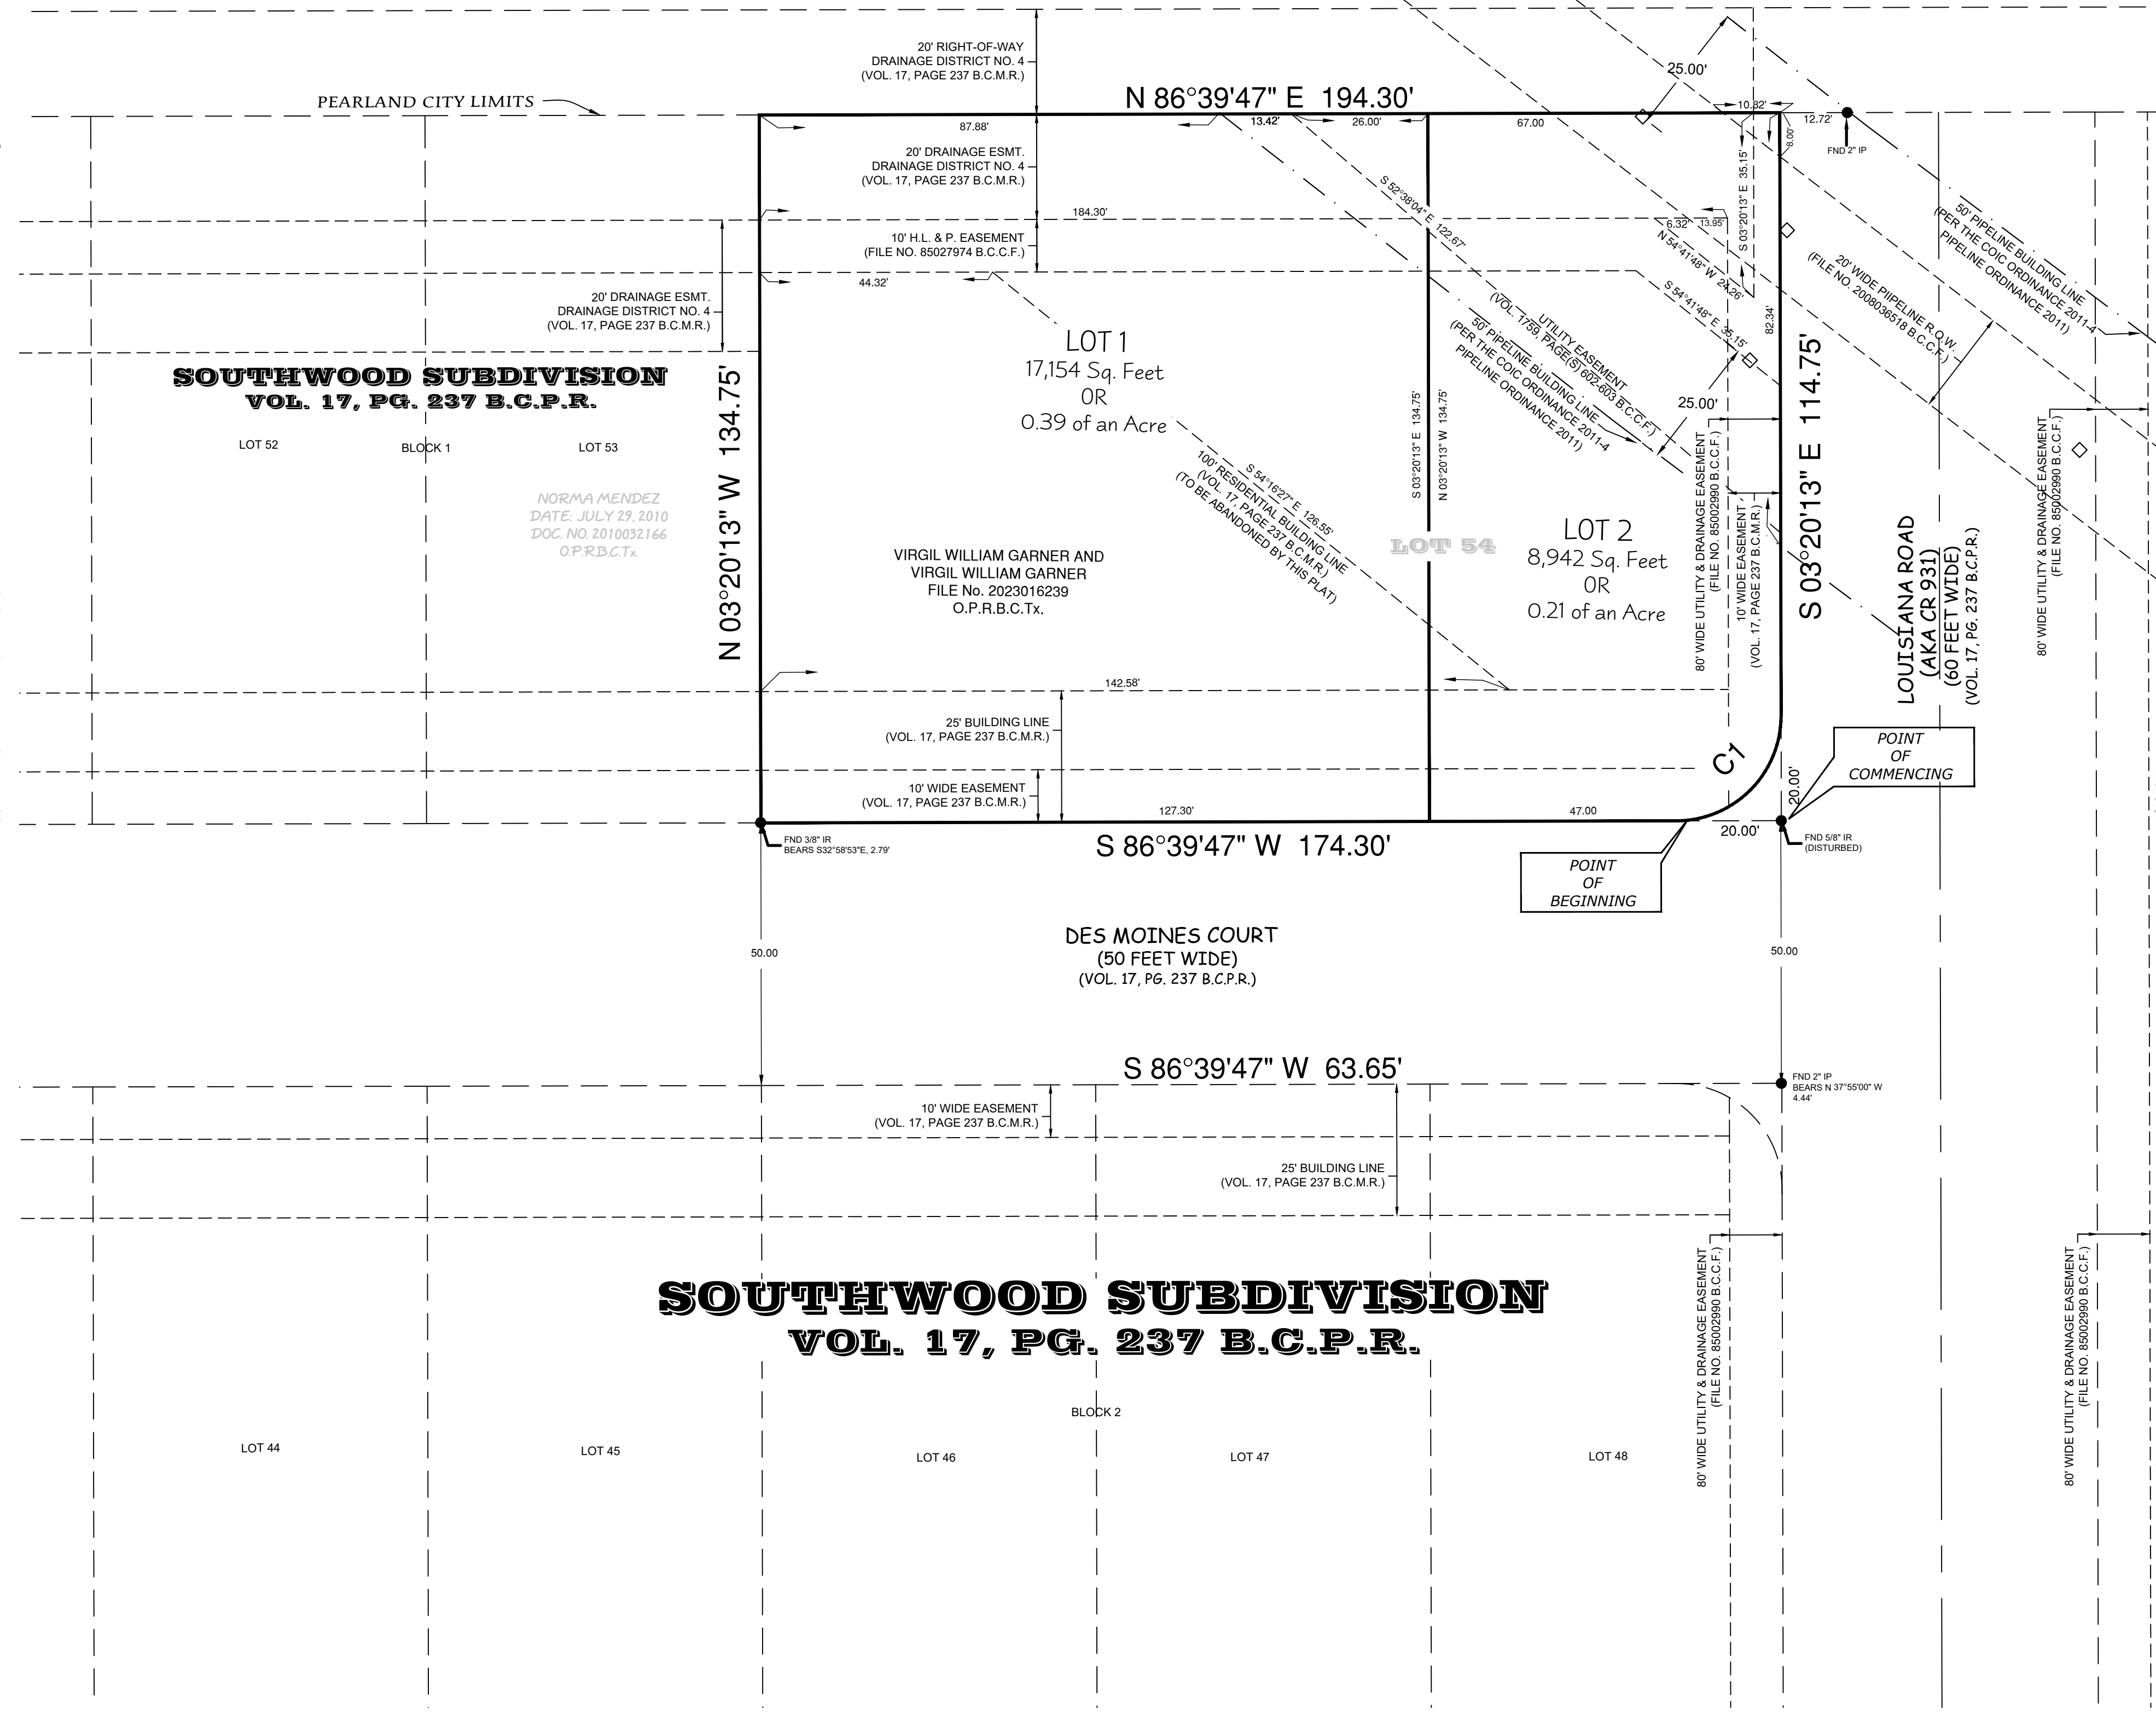 20' RIGHT-OF-WAY
DRAINAGE DISTRICT NO. 4
(VOL. 17, PAGE 237 B.C.M.R.)
PEARLAND CITY LIMITS
N 86°39'47" E 194.30'
25.00'
10.82'
12.72'
FND 2" IP
8.00'
87.88'
13.42'
26.00'
67.00
20' DRAINAGE ESMT.
DRAINAGE DISTRICT NO. 4
(VOL. 17, PAGE 237 B.C.M.R.)
184.30'
S 52°38'04" E 122.67'
6.32'
13.95'
S 03°20'13" E 35.15'
N 54°41'48" W 24.26'
S 54°41'48" E 35.15'
10' H.L. & P. EASEMENT
(FILE NO. 85027974 B.C.C.F.)
44.32'
20' DRAINAGE ESMT.
DRAINAGE DISTRICT NO. 4
(VOL. 17, PAGE 237 B.C.M.R.)
82.34'
50' PIPELINE BUILDING LINE
(PER THE COIC ORDINANCE 2011-4
PIPELINE ORDINANCE 2011)
20' WIDE PIIPELINE R.O.W.
(FILE NO. 2008036518 B.C.C.F.)
UTILITY EASEMENT
(VOL. 1759, PAGE(S) 602-603 B.C.C.F.)
50' PIPELINE BUILDING LINE
(PER THE COIC ORDINANCE 2011-4
PIPELINE ORDINANCE 2011)
25.00'
LOT 1
17,154 Sq. Feet
OR
0.39 of an Acre
SOUTHWOOD SUBDIVISION
VOL. 17, PG. 237 B.C.P.R.
LOT 52
BLOCK 1
LOT 53
NORMA MENDEZ
DATE: JULY 29, 2010
DOC. NO. 2010032166
O.P.R.B.C.Tx.
N 03°20'13" W 134.75'
S 54°16'27" E 126.55'
100' RESIDENTIAL BUILDING LINE
(VOL. 17, PAGE 237 B.C.M.R.)
(TO BE ABANDONED BY THIS PLAT)
S 03°20'13" E 134.75'
N 03°20'13" W 134.75'
LOT 54
LOT 2
8,942 Sq. Feet
OR
0.21 of an Acre
80' WIDE UTILITY & DRAINAGE EASEMENT
(FILE NO. 85002990 B.C.C.F.)
10' WIDE EASEMENT
(VOL. 17, PAGE 237 B.C.M.R.)
S 03°20'13" E 114.75'
LOUISIANA ROAD
(AKA CR 931)
(60 FEET WIDE)
(VOL. 17, PG. 237 B.C.P.R.)
80' WIDE UTILITY & DRAINAGE EASEMENT
(FILE NO. 85002990 B.C.C.F.)
VIRGIL WILLIAM GARNER AND
VIRGIL WILLIAM GARNER
FILE No. 2023016239
O.P.R.B.C.Tx.
142.58'
25' BUILDING LINE
(VOL. 17, PAGE 237 B.C.M.R.)
10' WIDE EASEMENT
(VOL. 17, PAGE 237 B.C.M.R.)
C1
20.00'
POINT
OF
COMMENCING
127.30'
47.00
20.00'
FND 3/8" IR
BEARS S32°58'53"E, 2.79'
S 86°39'47" W 174.30'
FND 5/8" IR
(DISTURBED)
POINT
OF
BEGINNING
50.00
DES MOINES COURT
(50 FEET WIDE)
(VOL. 17, PG. 237 B.C.P.R.)
50.00
S 86°39'47" W 63.65'
FND 2" IP
BEARS N 37°55'00" W
4.44'
10' WIDE EASEMENT
(VOL. 17, PAGE 237 B.C.M.R.)
25' BUILDING LINE
(VOL. 17, PAGE 237 B.C.M.R.)
80' WIDE UTILITY & DRAINAGE EASEMENT
(FILE NO. 85002990 B.C.C.F.)
80' WIDE UTILITY & DRAINAGE EASEMENT
(FILE NO. 85002990 B.C.C.F.)
SOUTHWOOD SUBDIVISION
VOL. 17, PG. 237 B.C.P.R.
BLOCK 2
LOT 44
LOT 45
LOT 46
LOT 47
LOT 48